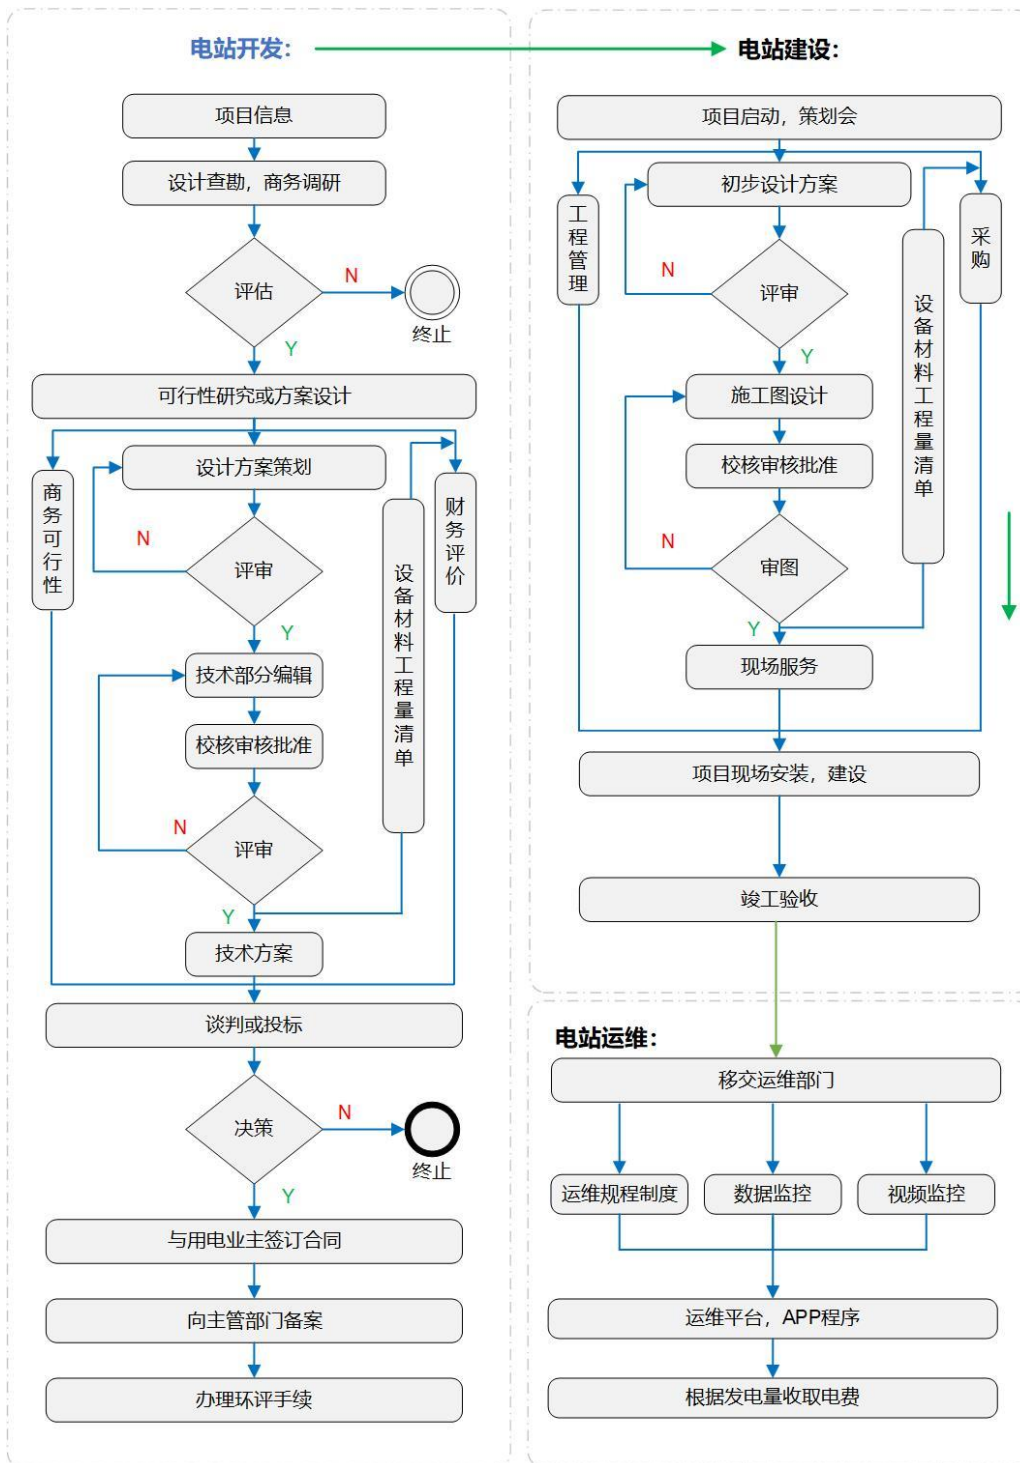 电站开发：
项目信息
设计查勘，商务调研
评估
N
终止
Y
可行性研究或方案设计
商务可行性
设计方案策划
N
评审
Y
技术部分编辑
校核审核批准
N
评审
Y
技术方案
设备材料工程量清单
财务评价
谈判或投标
决策
N
终止
Y
与用电业主签订合同
向主管部门备案
办理环评手续
电站建设：
项目启动，策划会
工程管理
初步设计方案
N
评审
Y
施工图设计
校核审核批准
N
审图
Y
现场服务
设备材料工程量清单
采购
项目现场安装，建设
竣工验收
电站运维：
移交运维部门
运维规程制度
数据监控
视频监控
运维平台，APP程序
根据发电量收取电费